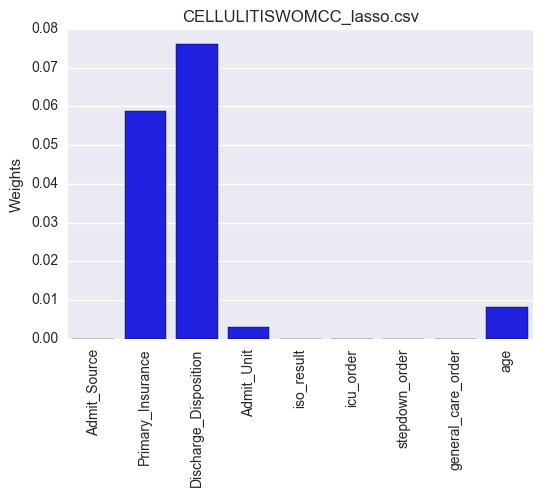 CELLULITISWOMCC_lasso.csv
Weights
0.08
0.07
0.06
0.05
0.04
0.03
0.02
0.01
0.00
Admit_Source
Primary_Insurance
Discharge_Disposition
Admit_Unit
iso_result
icu_order
stepdown_order
general_care_order
age